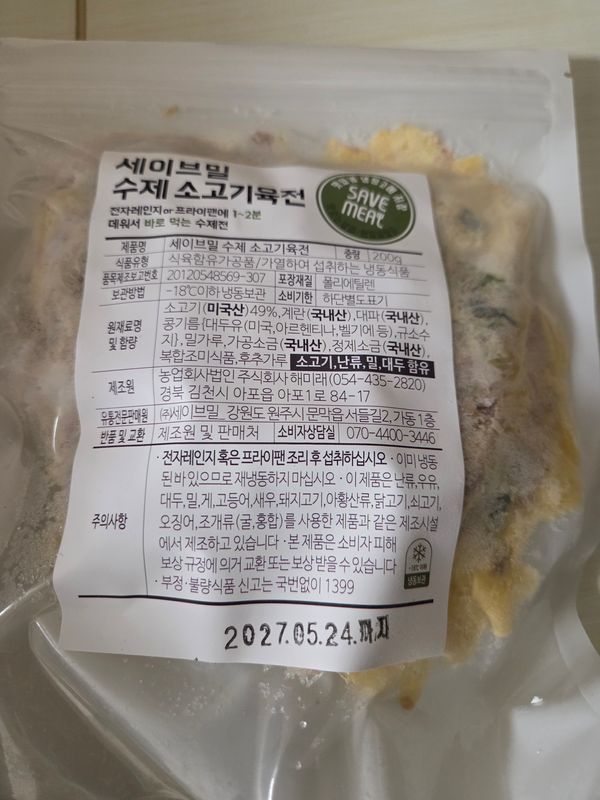 세이브밀
수제 소고기육전
전자레인지or프라이팬에 1~2분
데워서 바로 먹는 수제전
SAVE
MEAT
제품명 세이브밀 수제 소고기육전 중량 200g
식품유형 식육함유가공품/가열하여 섭취하는 냉동식품
품목제조보고번호 20120548569-307 포장재질 폴리에틸렌
보관방법 -18℃이하 냉동보관 소비기한 하단별도표기
원재료명 및 함량 소고기(미국산)49%,계란(국내산),대파(국내산),
콩기름{대두유(미국,아르헨티나,벨기에 등),규소수
지},밀가루,가공소금(국내산),정제소금(국내산),
복합조미식품,후추가루 소고기,난류,밀,대두 함유
제조원 농업회사법인 주식회사 해미래(054-435-2820)
경북 김천시 아포읍 아포1로 84-17
유통전문판매원 ㈜세이브밀 강원도 원주시 문막읍 서들길2, 가동 1층
반품 및 교환 제조원 및 판매처 소비자상담실 070-4400-3446
주의사항 ·전자레인지 혹은 프라이팬 조리 후 섭취하십시오 ·이미 냉동
된 바 있으므로 재냉동하지 마십시오 ·이 제품은 난류,우유,
대두,밀,게,고등어,새우,돼지고기,아황산류,닭고기,쇠고기,
오징어,조개류(굴,홍합)를 사용한 제품과 같은 제조시설
에서 제조하고 있습니다 ·본 제품은 소비자 피해
보상 규정에 의거 교환 또는 보상 받을 수 있습니다
·부정·불량식품 신고는 국번없이 1399
-18℃ 이하
냉동보관
2027.05.24.까지